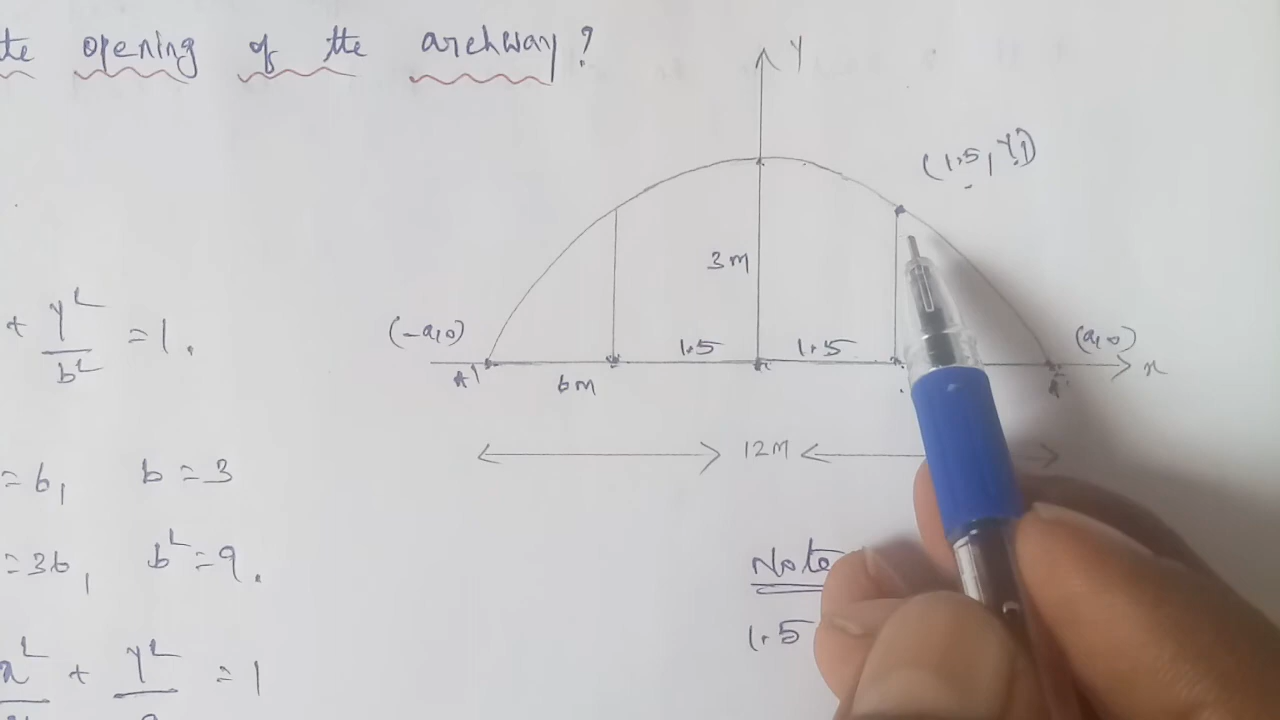 the opening of the archway?
Y
(1.5, Y1)
3m
+ y²/b² = 1.
(-a,0)
1.5 1.5
(a,0)
A' 6m A x
12m
= 6, b = 3
= 36, b² = 9.
Note
1.5
x² + y² = 1